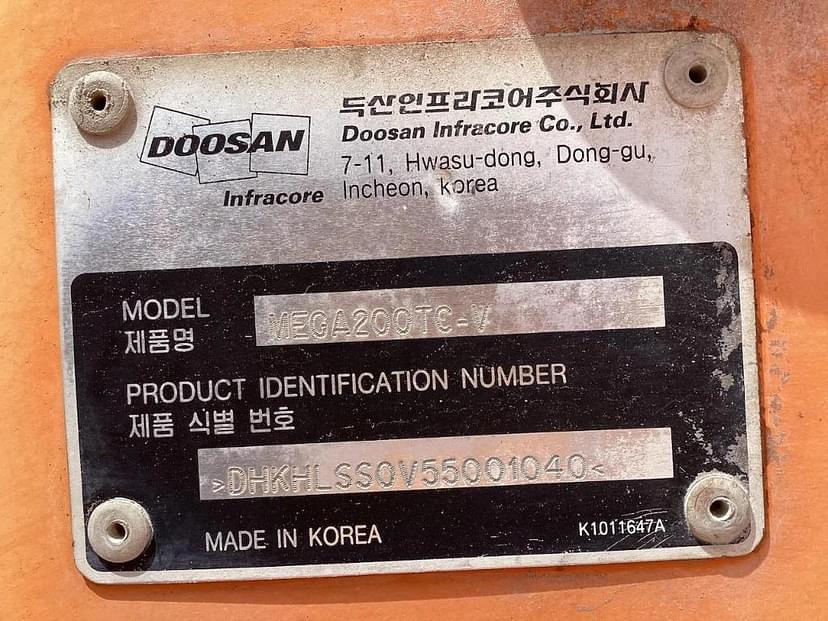 DOOSAN
Infracore
두산인프라코어주식회사
Doosan Infracore Co., Ltd.
7-11, Hwasu-dong, Dong-gu,
Incheon, korea
MODEL
제품명
MEGA200TC-V
PRODUCT IDENTIFICATION NUMBER
제품 식별 번호
>DHKHLSS0V55001040<
MADE IN KOREA
K1011647A